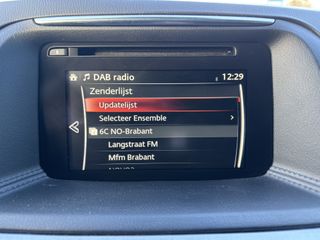 DAB radio 12:29
Zenderlijst
Updatelijst
Selecteer Ensemble
6C NO-Brabant
Langstraat FM
Mfm Brabant